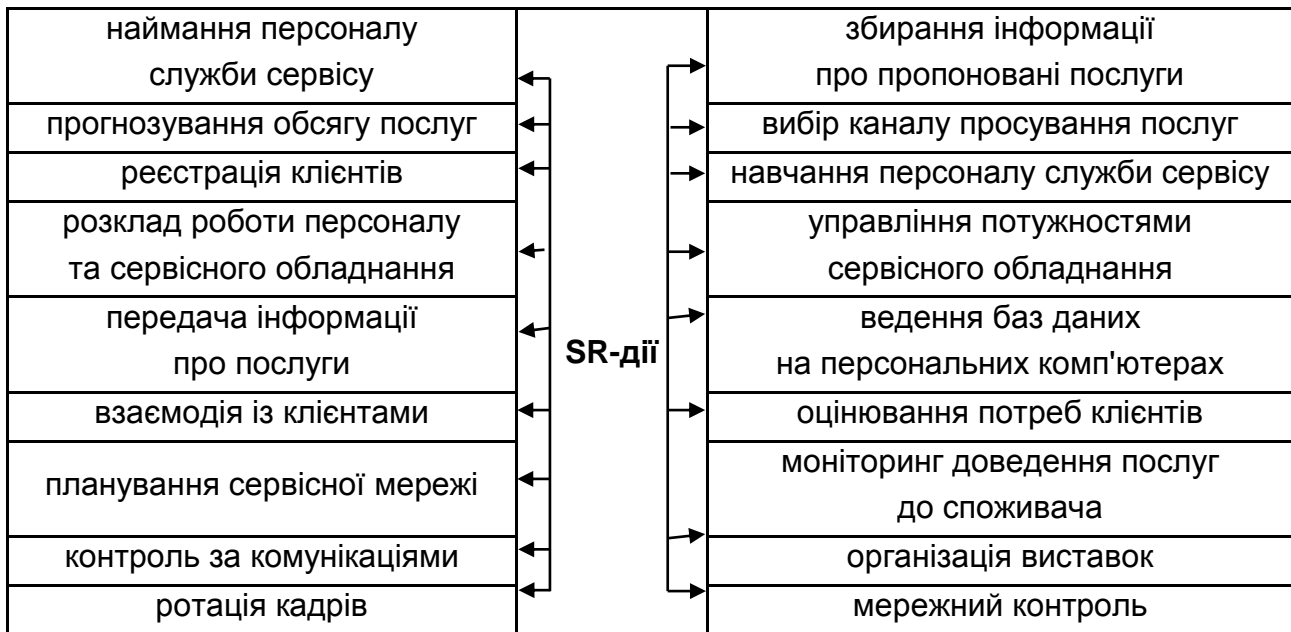 наймання персоналу
служби сервісу
прогнозування обсягу послуг
реєстрація клієнтів
розклад роботи персоналу
та сервісного обладнання
передача інформації
про послуги
взаємодія із клієнтами
планування сервісної мережі
контроль за комунікаціями
ротація кадрів
SR-дії
збирання інформації
про пропоновані послуги
вибір каналу просування послуг
навчання персоналу служби сервісу
управління потужностями
сервісного обладнання
ведення баз даних
на персональних комп'ютерах
оцінювання потреб клієнтів
моніторинг доведення послуг
до споживача
організація виставок
мережний контроль